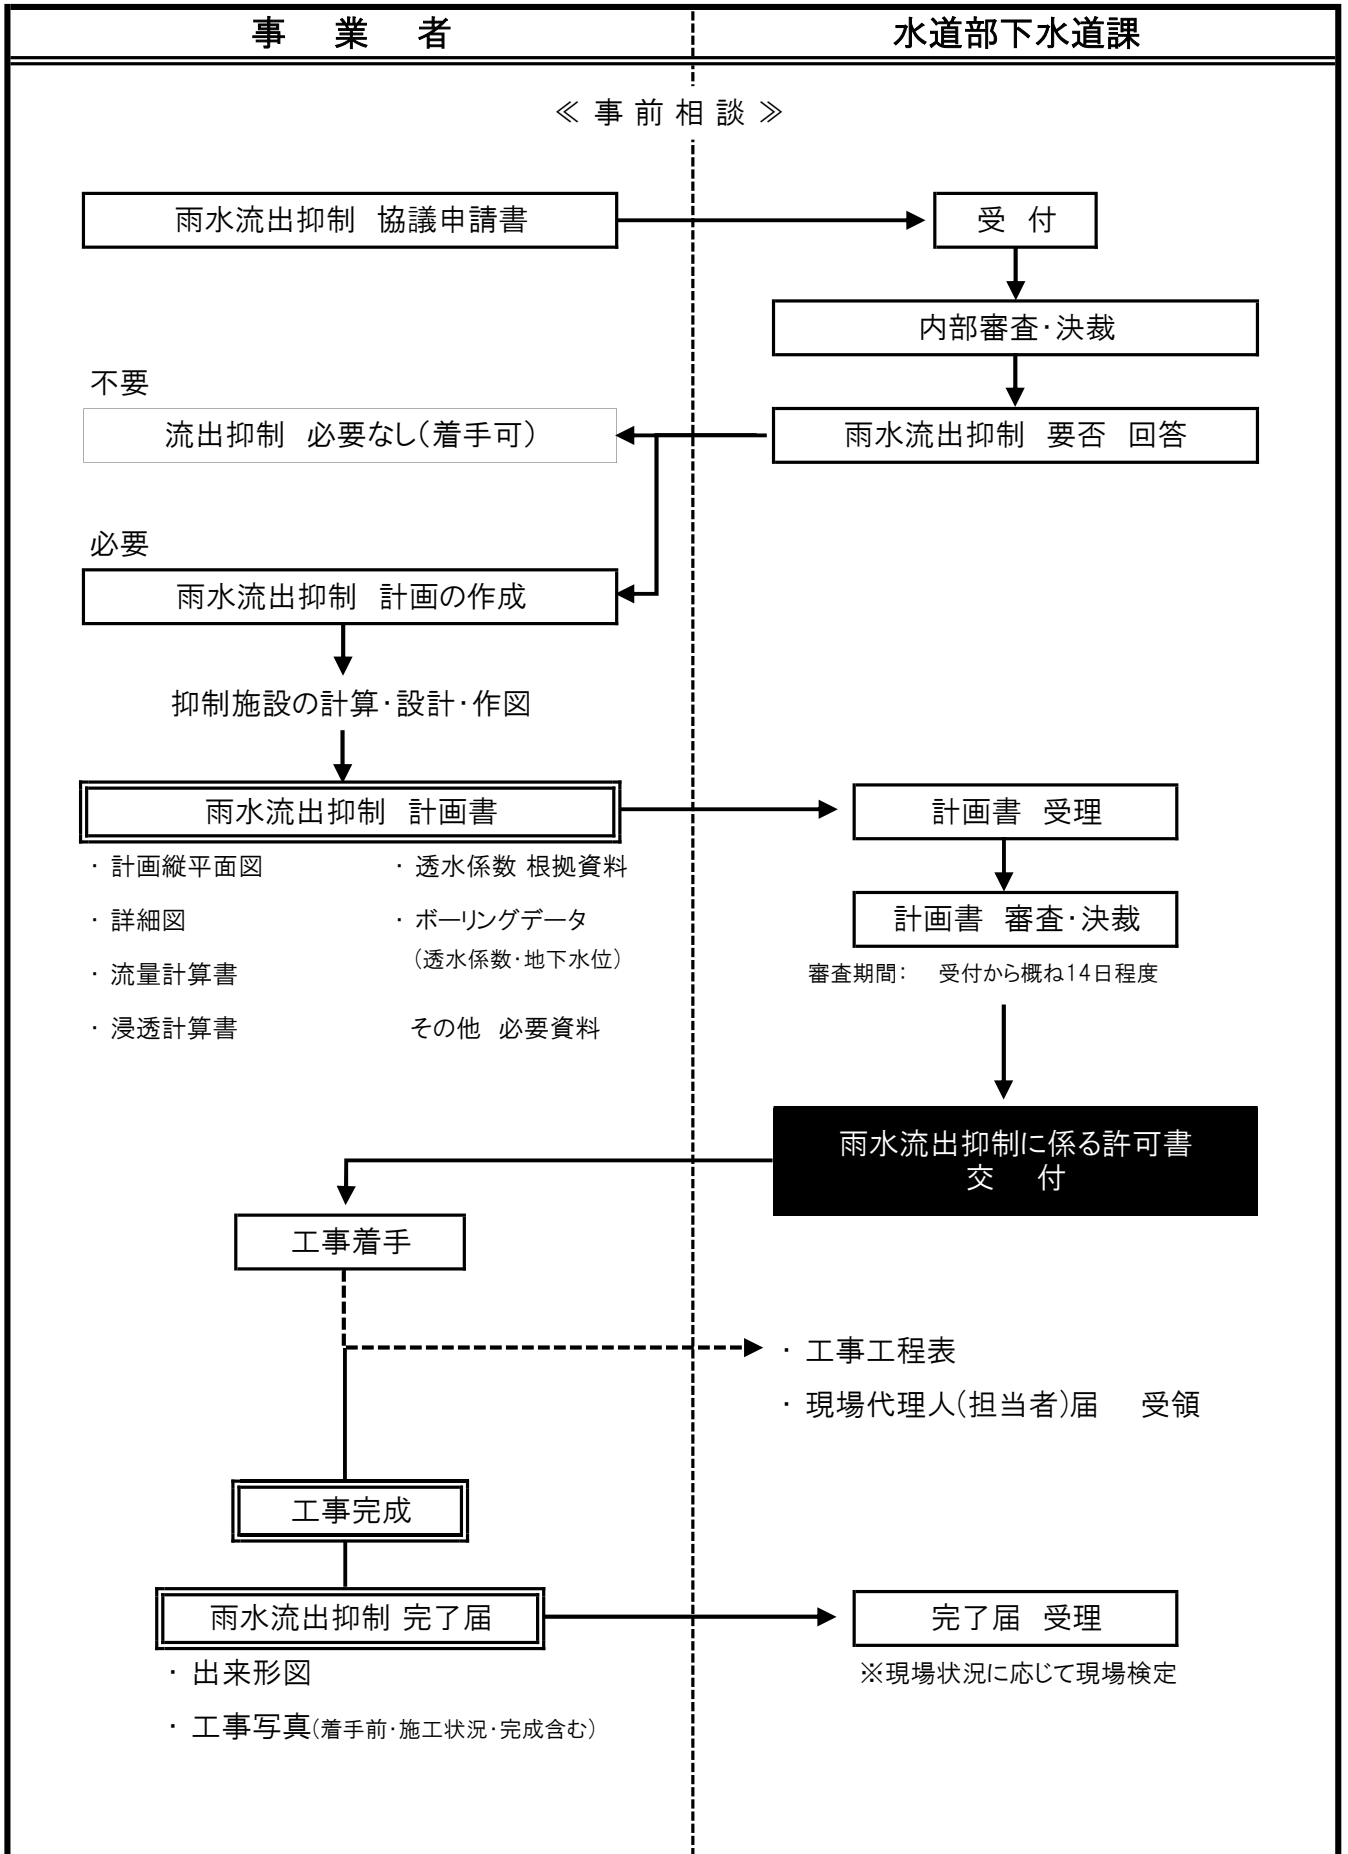 事　業　者
水道部下水道課
≪ 事 前 相 談 ≫
雨水流出抑制　協議申請書
受　付
内部審査・決裁
不要
流出抑制　必要なし（着手可）
雨水流出抑制　要否　回答
必要
雨水流出抑制　計画の作成
抑制施設の計算・設計・作図
雨水流出抑制　計画書
計画書　受理
・ 計画縦平面図
・ 透水係数 根拠資料
計画書　審査・決裁
・ 詳細図
・ ボーリングデータ
（透水係数・地下水位）
・ 流量計算書
審査期間：　受付から概ね14日程度
・ 浸透計算書
その他　必要資料
雨水流出抑制に係る許可書
交　付
工事着手
・ 工事工程表
・ 現場代理人（担当者）届　受領
工事完成
雨水流出抑制 完了届
完了届　受理
・ 出来形図
※現場状況に応じて現場検定
・ 工事写真（着手前・施工状況・完成含む）